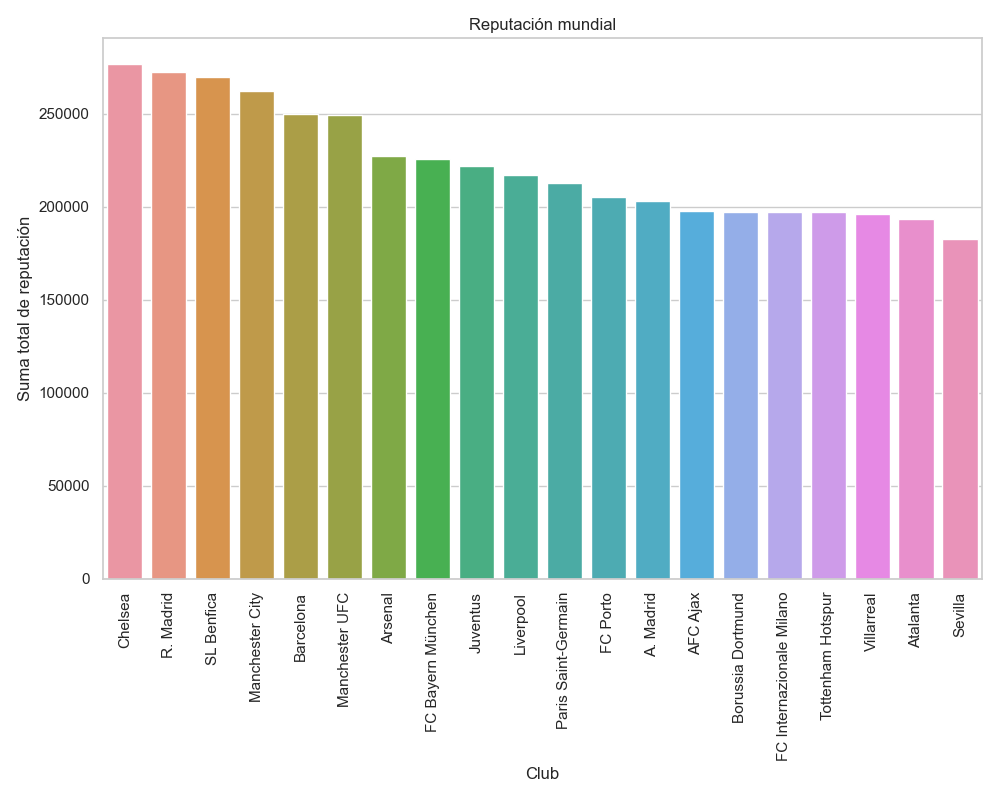 Reputación mundial
Suma total de reputación
250000
200000
150000
100000
50000
0
Chelsea
R. Madrid
SL Benfica
Manchester City
Barcelona
Manchester UFC
Arsenal
FC Bayern München
Juventus
Liverpool
Paris Saint-Germain
FC Porto
A. Madrid
AFC Ajax
Borussia Dortmund
FC Internazionale Milano
Tottenham Hotspur
Villarreal
Atalanta
Sevilla
Club